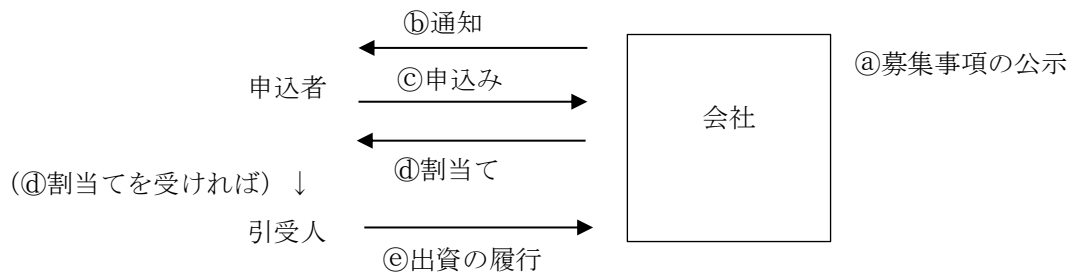 ⓑ通知
ⓐ募集事項の公示
申込者
ⓒ申込み
会社
ⓓ割当て
（ⓓ割当てを受ければ）↓
引受人
ⓔ出資の履行